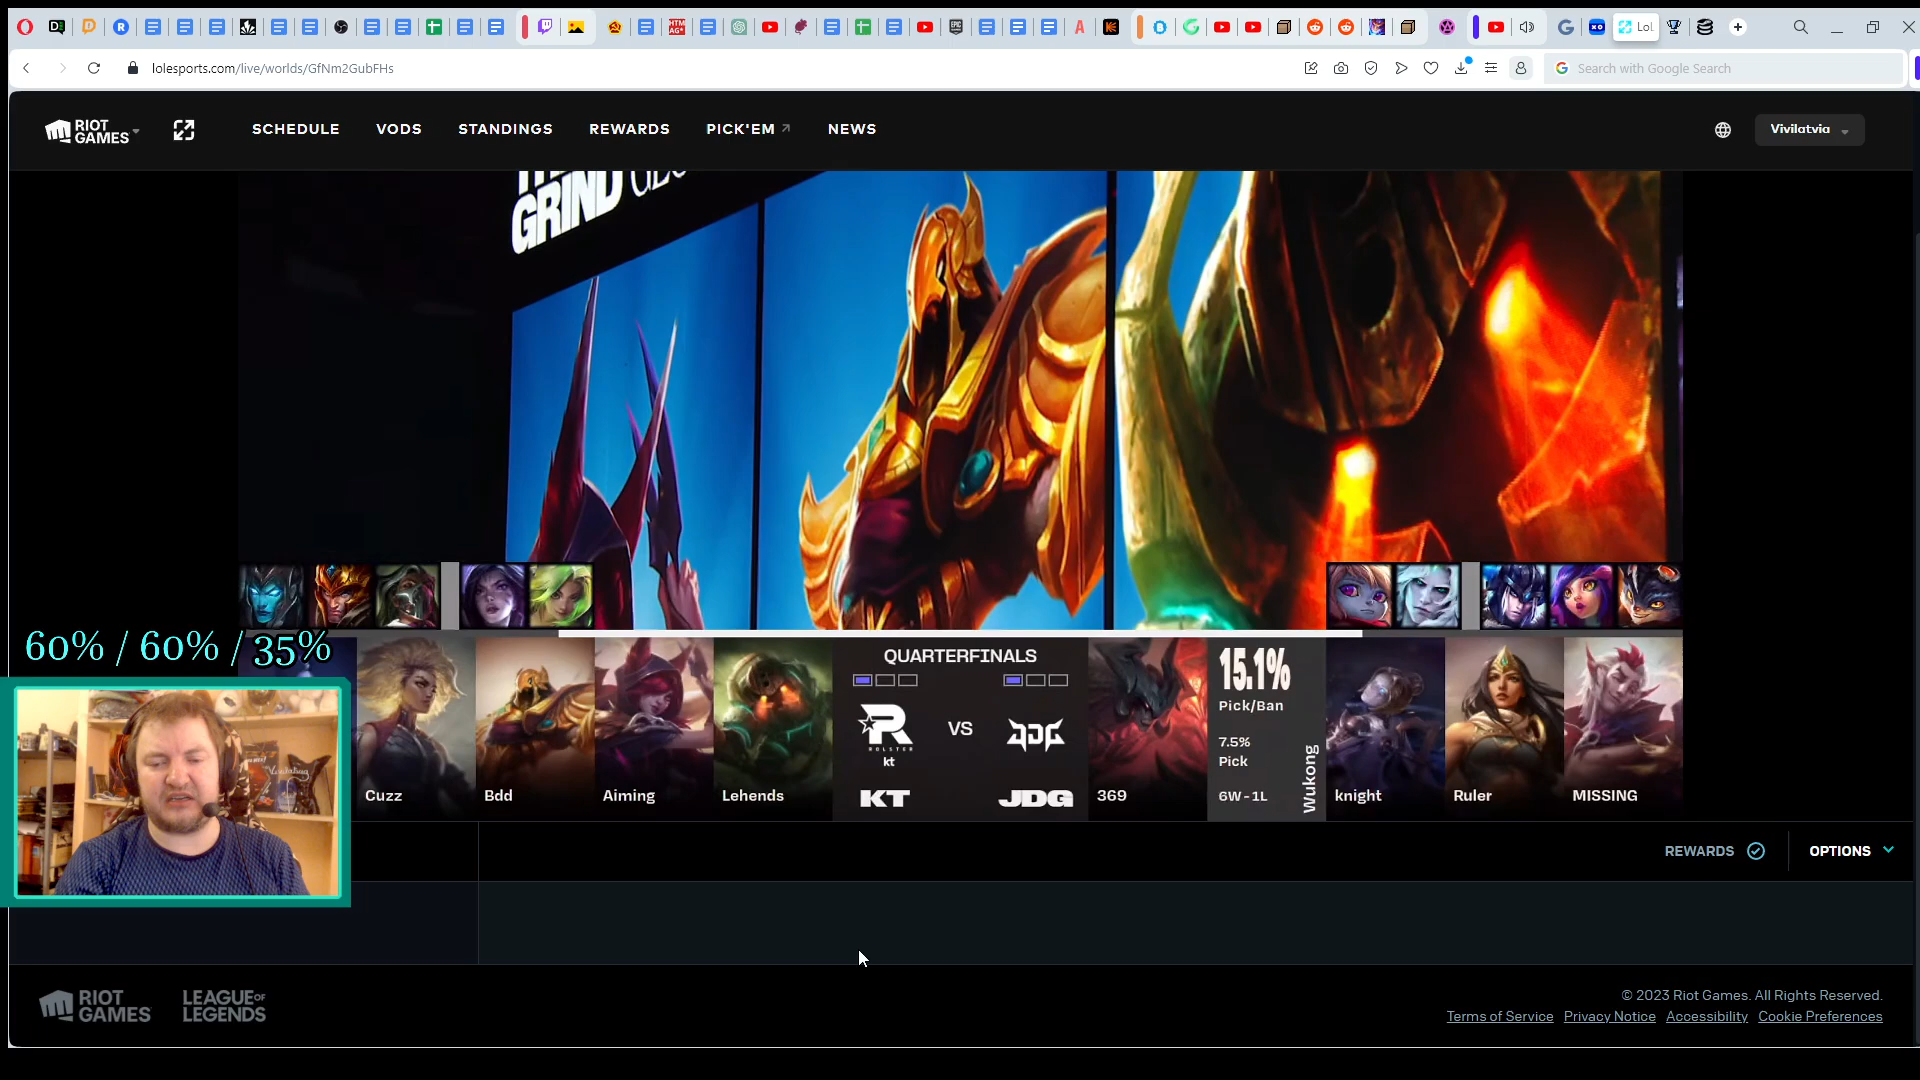 Lol
lolesports.com/live/worlds/GfNm2GubFHs
Search with Google Search
RIOT GAMES
SCHEDULE
VODS
STANDINGS
REWARDS
PICK'EM
NEWS
Vivilatvia
GRIND
60% / 60% / 35%
QUARTERFINALS
ROLSTER
kt
VS
JDG
KT
JDG
15.1%
Pick/Ban
7.5%
Pick
6W-1L
Wukong
Cuzz
Bdd
Aiming
Lehends
369
knight
Ruler
MISSING
REWARDS
OPTIONS
RIOT GAMES
LEAGUE OF LEGENDS
© 2023 Riot Games. All Rights Reserved.
Terms of Service
Privacy Notice
Accessibility
Cookie Preferences